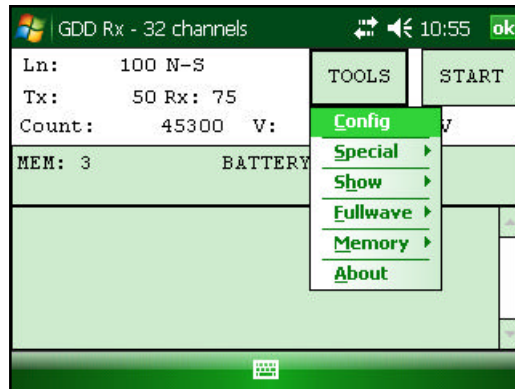 GDD Rx - 32 channels 10:55 ok
Ln: 100 N-S
Tx: 50 Rx: 75
Count: 45300 V: V
TOOLS START
MEM: 3 BATTERY
Config
Special
Show
Fullwave
Memory
About